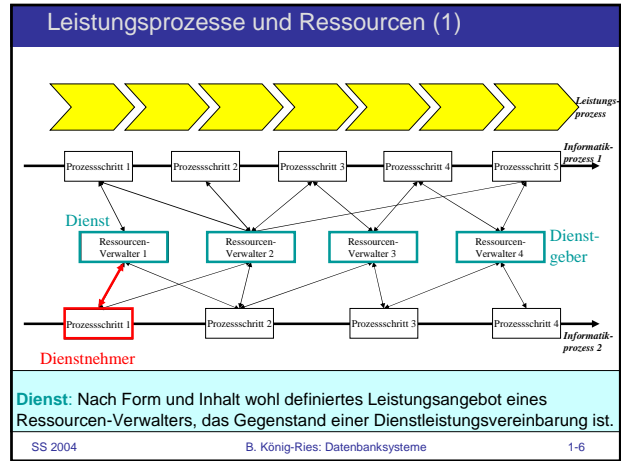 Leistungsprozesse und Ressourcen (1)
Leistungs-
prozess
Informatik-
prozess 1
Prozessschritt 1
Prozessschritt 2
Prozessschritt 3
Prozessschritt 4
Prozessschritt 5
Dienst
Ressourcen-
Verwalter 1
Ressourcen-
Verwalter 2
Ressourcen-
Verwalter 3
Ressourcen-
Verwalter 4
Dienst-
geber
Prozessschritt 1
Prozessschritt 2
Prozessschritt 3
Prozessschritt 4
Informatik-
prozess 2
Dienstnehmer
Dienst: Nach Form und Inhalt wohl definiertes Leistungsangebot eines
Ressourcen-Verwalters, das Gegenstand einer Dienstleistungsvereinbarung ist.
SS 2004
B. König-Ries: Datenbanksysteme
1-6